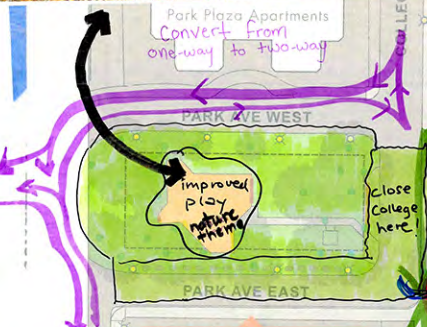 Park Plaza Apartments
Convert from
one-way to two-way
COLLEG
PARK AVE WEST
improved
play
nature
theme
close
College
here!
PARK AVE EAST